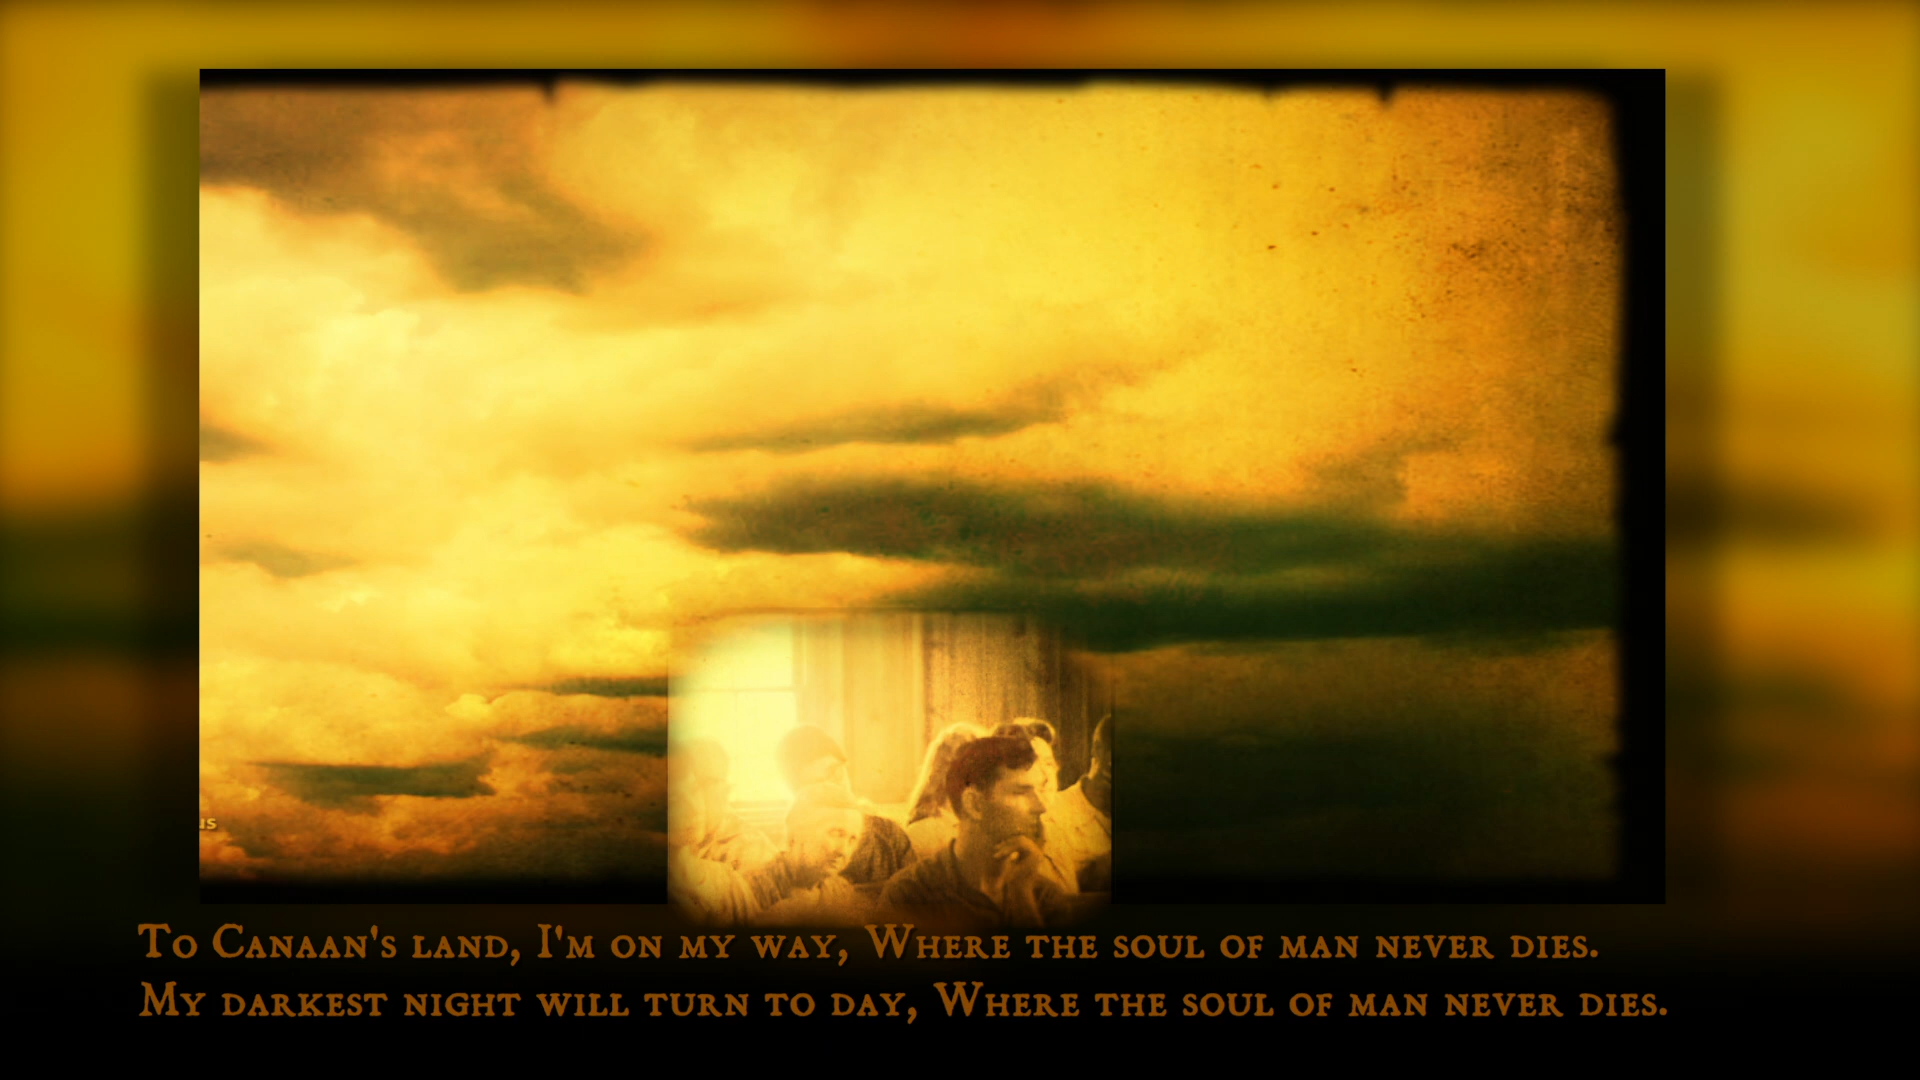 us
To Canaan's land, I'm on my way, Where the soul of man never dies.
My darkest night will turn to day, Where the soul of man never dies.